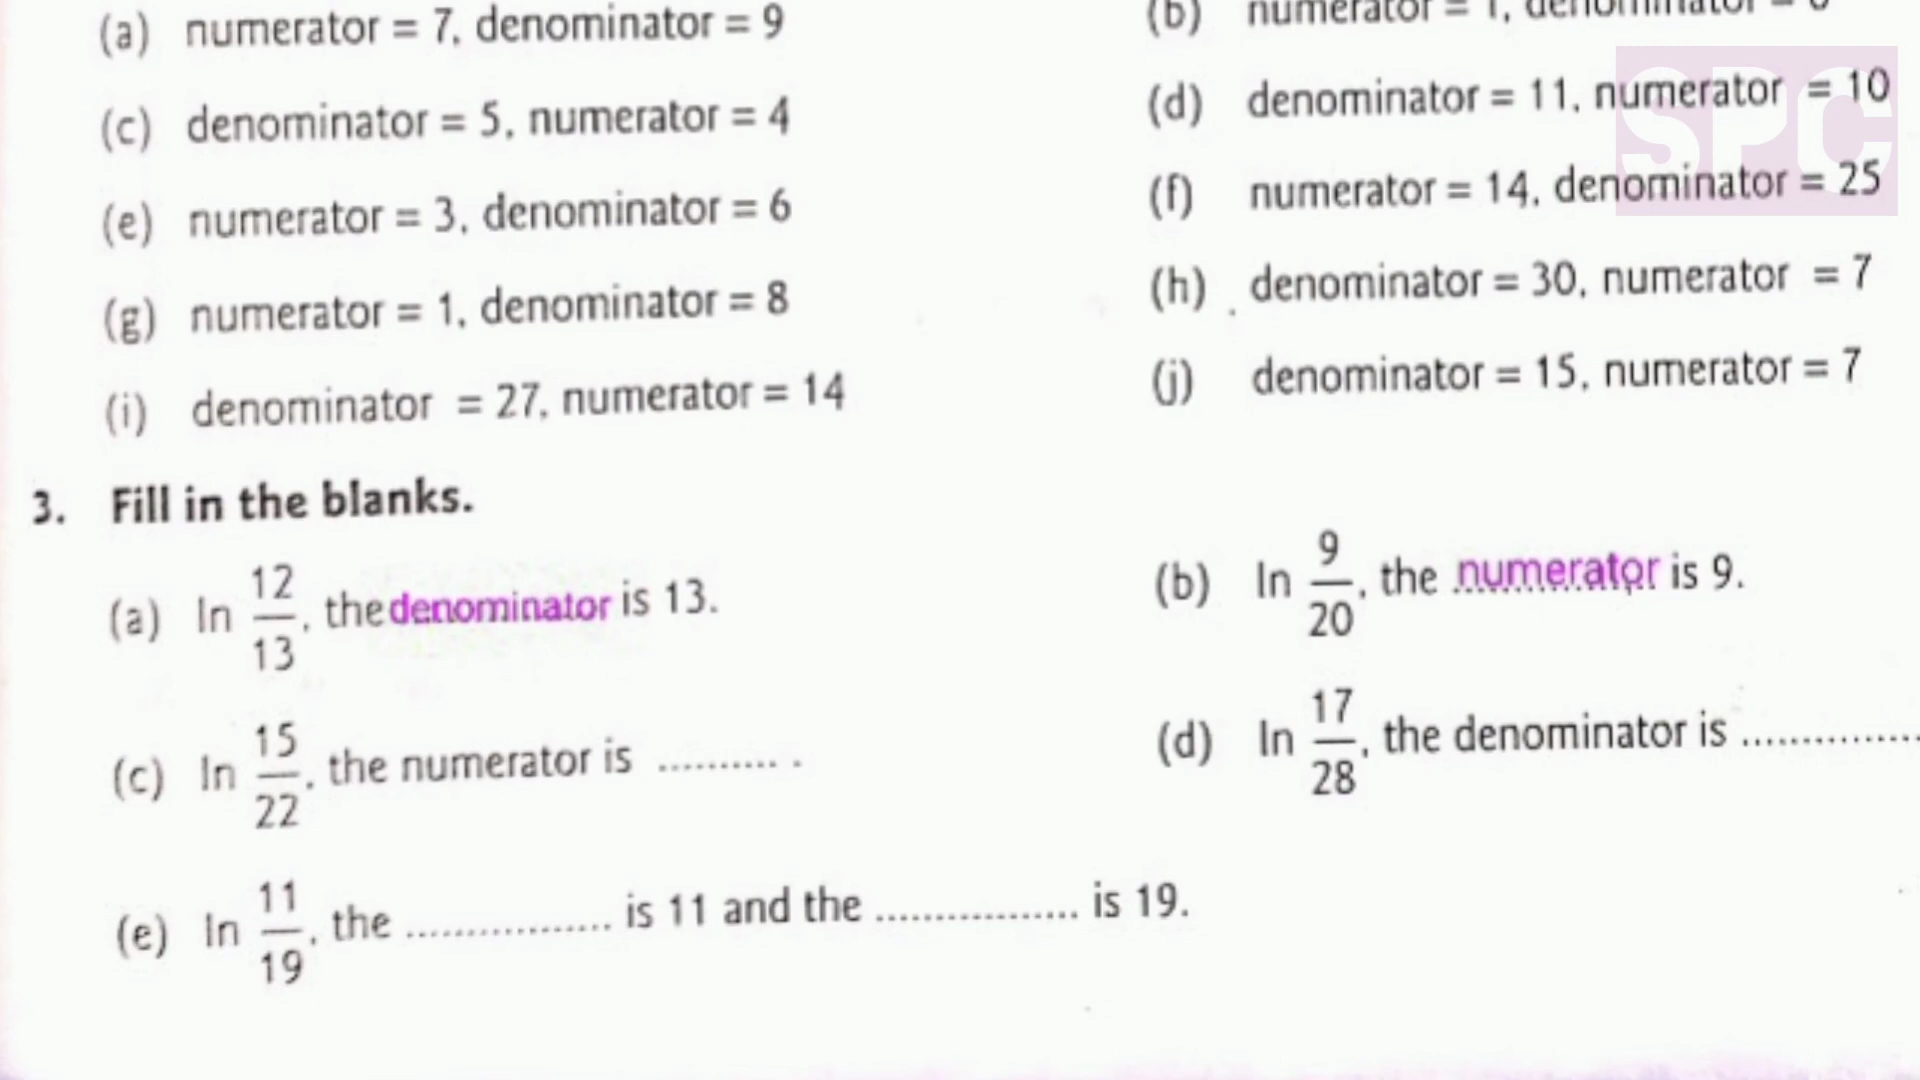 (a) numerator = 7, denominator = 9
(b) numerator = 1, denominator =
(c) denominator = 5, numerator = 4
(d) denominator = 11, numerator = 10
SPC
(e) numerator = 3, denominator = 6
(f) numerator = 14, denominator = 25
(g) numerator = 1, denominator = 8
(h) denominator = 30, numerator = 7
(i) denominator = 27, numerator = 14
(j) denominator = 15, numerator = 7
3. Fill in the blanks.
(a) In 12/13, the denominator is 13.
(b) In 9/20, the numerator is 9.
(c) In 15/22, the numerator is .......... .
(d) In 17/28, the denominator is ...............
(e) In 11/19, the ................. is 11 and the ................. is 19.